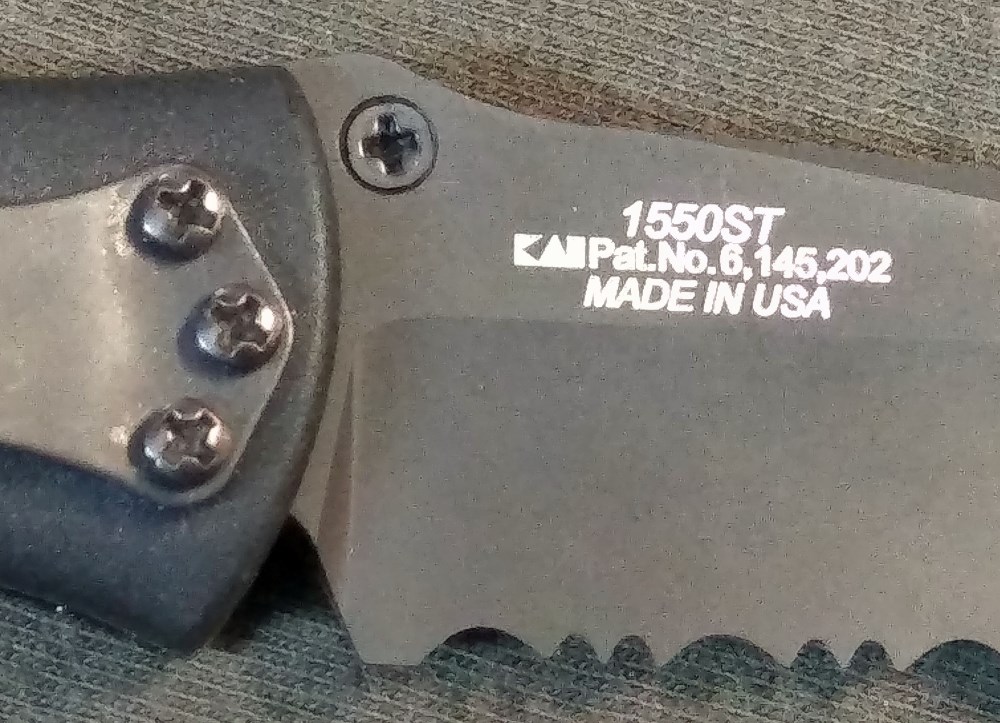 1550ST
KAI Pat.No.6,145,202
MADE IN USA